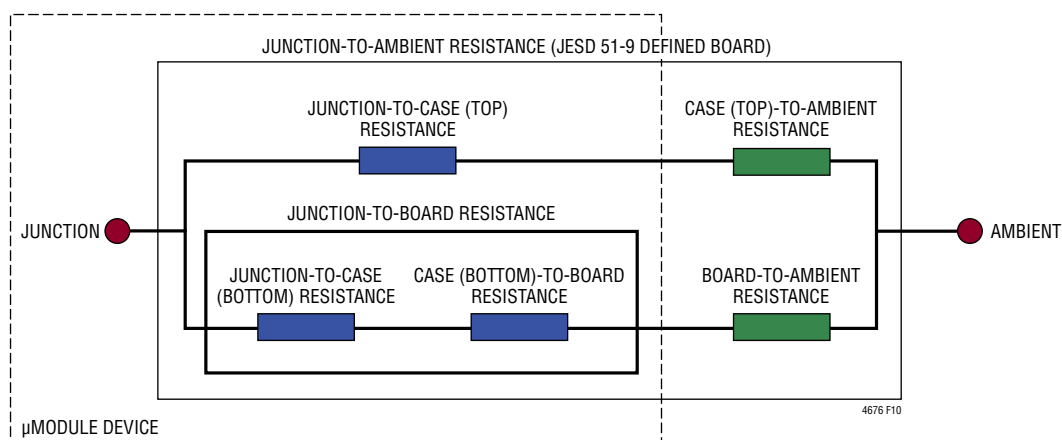 JUNCTION-TO-AMBIENT RESISTANCE (JESD 51-9 DEFINED BOARD)
JUNCTION-TO-CASE (TOP)
RESISTANCE
CASE (TOP)-TO-AMBIENT
RESISTANCE
JUNCTION-TO-BOARD RESISTANCE
JUNCTION
AMBIENT
JUNCTION-TO-CASE
(BOTTOM) RESISTANCE
CASE (BOTTOM)-TO-BOARD
RESISTANCE
BOARD-TO-AMBIENT
RESISTANCE
4676 F10
µMODULE DEVICE